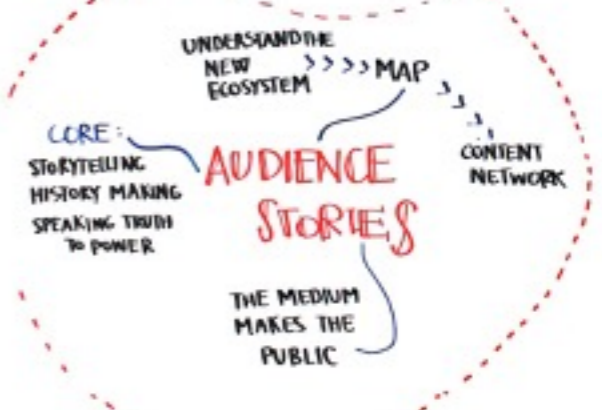 UNDERSTAND THE
NEW
ECOSYSTEM
MAP
CONTENT
NETWORK
CORE:
STORYTELLING
HISTORY MAKING
SPEAKING TRUTH
TO POWER
AUDIENCE
STORIES
THE MEDIUM
MAKES THE
PUBLIC